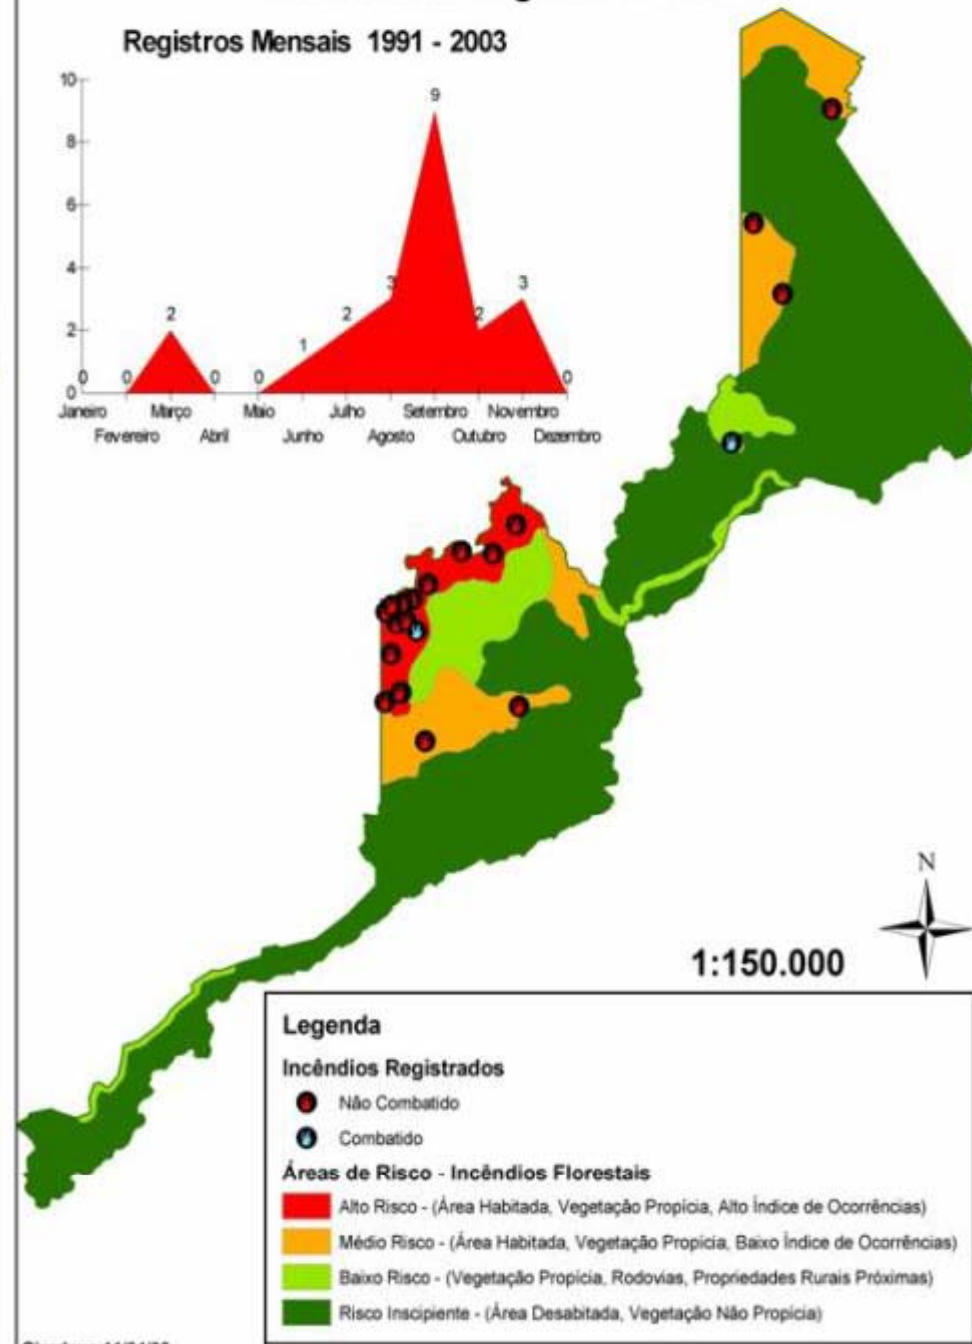 Registros Mensais 1991 - 2003
10
9
8
6
4
3
3
2
2
2
2
1
0
0
0
0
0
0
Janeiro
Março
Maio
Julho
Setembro
Novembro
Fevereiro
Abril
Junho
Agosto
Outubro
Dezembro
N
1:150.000
Legenda
Incêndios Registrados
Não Combatido
Combatido
Áreas de Risco - Incêndios Florestais
Alto Risco - (Área Habitada, Vegetação Propícia, Alto Índice de Ocorrências)
Médio Risco - (Área Habitada, Vegetação Propícia, Baixo Índice de Ocorrências)
Baixo Risco - (Vegetação Propícia, Rodovias, Propriedades Rurais Próximas)
Risco Inscipiente - (Área Desabitada, Vegetação Não Propícia)